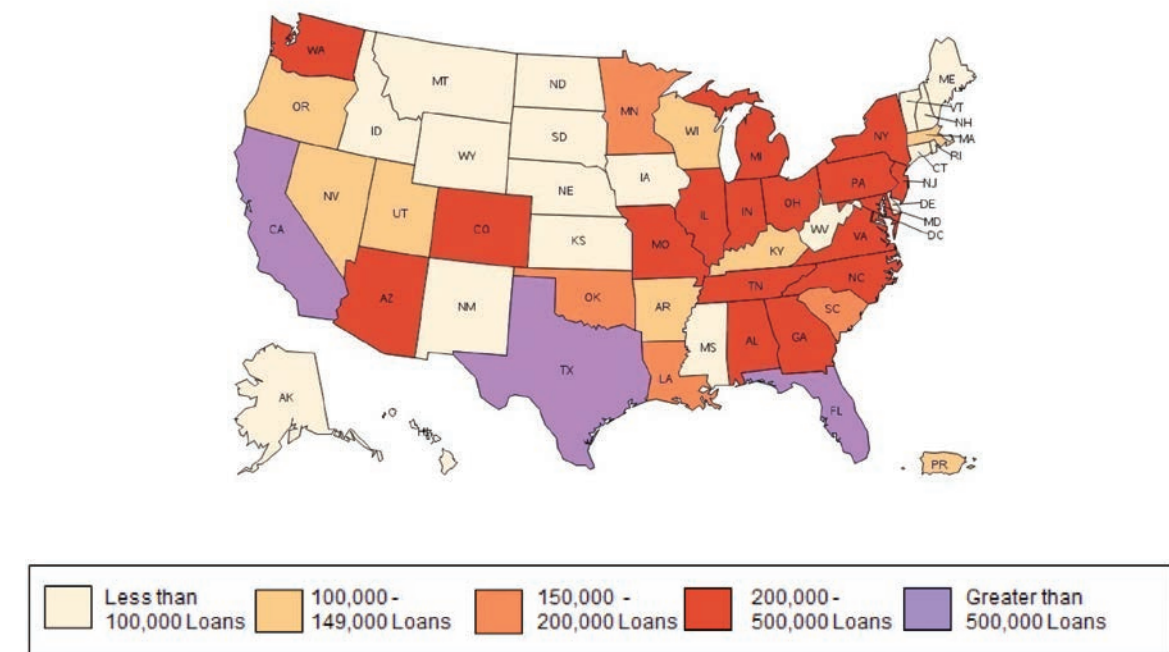 WA
MT
ND
MN
OR
ID
SD
WI
WY
MI
NY
ME
VT
NH
MA
RI
CT
NV
UT
CO
NE
IA
IL
IN
OH
PA
NJ
DE
MD
DC
CA
KS
MO
KY
WV
VA
AZ
NM
OK
AR
TN
NC
SC
TX
LA
MS
AL
GA
FL
AK
HI
PR
Less than
100,000 Loans
100,000 -
149,000 Loans
150,000 -
200,000 Loans
200,000 -
500,000 Loans
Greater than
500,000 Loans